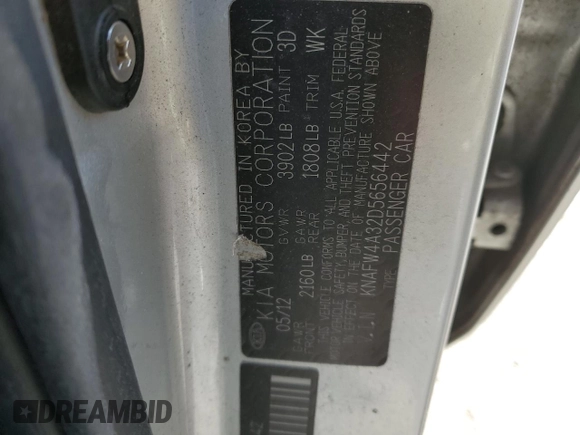 MANUFACTURED IN KOREA BY
KIA MOTORS CORPORATION
05/12 GVWR 3902LB PAINT 3D
GAWR FRONT 2160LB GAWR REAR 1808LB TRIM WK
THIS VEHICLE CONFORMS TO ALL APPLICABLE U.S.A. FEDERAL
MOTOR VEHICLE SAFETY, BUMPER, AND THEFT PREVENTION STANDARDS
IN EFFECT ON THE DATE OF MANUFACTURE SHOWN ABOVE
V.I.N KNAFW4A32D5656442
TYPE PASSENGER CAR
KIA
DREAMBID